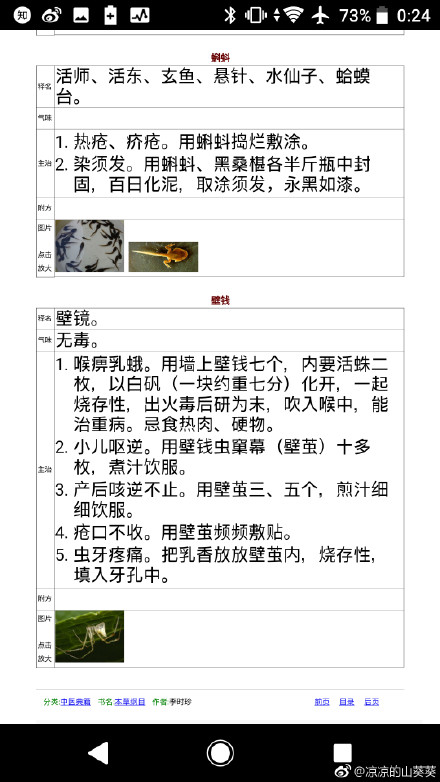 知 73% 0:24
蝌蚪
释名 活师、活东、玄鱼、悬针、水仙子、蛤蟆
台。
气味
主治 1. 热疮、疥疮。用蝌蚪捣烂敷涂。
2. 染须发。用蝌蚪、黑桑椹各半斤瓶中封
固，百日化泥，取涂须发，永黑如漆。
附方
图片
点击
放大
壁钱
释名 壁镜。
气味 无毒。
主治 1. 喉痹乳蛾。用墙上壁钱七个，内要活蛛二
枚，以白矾（一块约重七分）化开，一起
烧存性，出火毒后研为末，吹入喉中，能
治重病。忌食热肉、硬物。
2. 小儿呕逆。用壁钱虫窠幕（壁茧）十多
枚，煮汁饮服。
3. 产后咳逆不止。用壁茧三、五个，煎汁细
细饮服。
4. 疮口不收。用壁茧频频敷贴。
5. 虫牙疼痛。把乳香放放壁茧内，烧存性，
填入牙孔中。
附方
图片
点击
放大
分类:中医典籍 书名:本草纲目 作者:李时珍 前页 目录 后页
@凉凉的山葵葵